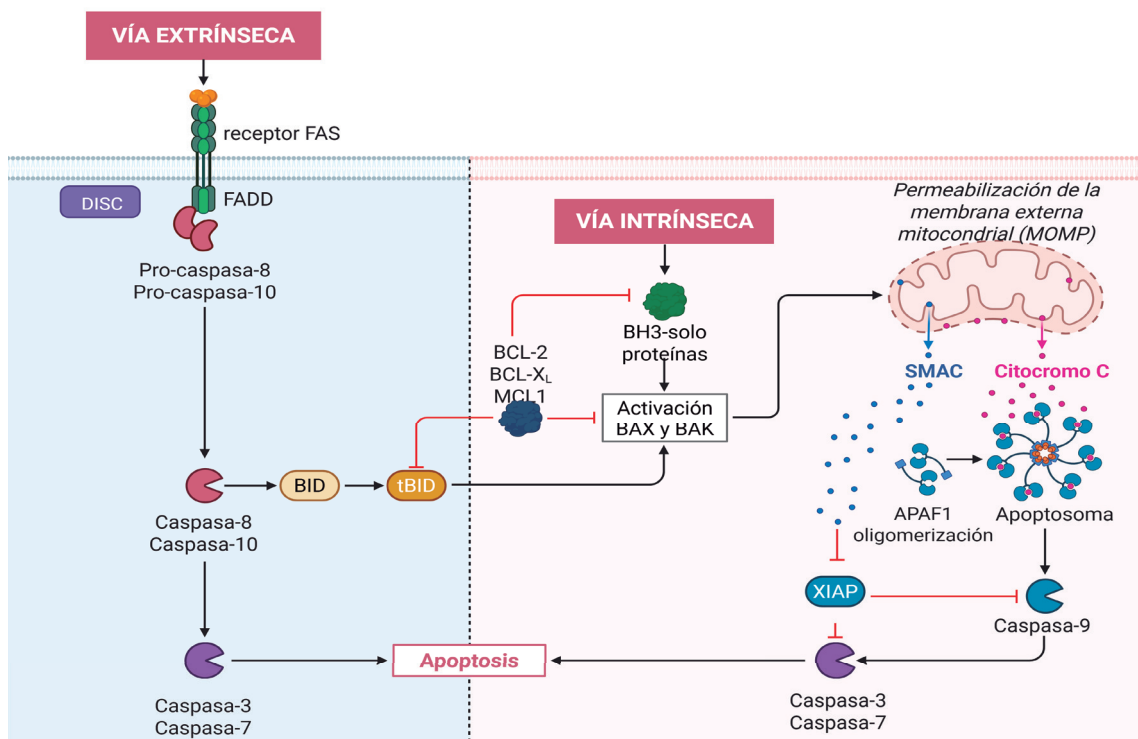 VÍA EXTRÍNSECA
receptor FAS
DISC
FADD
Pro-caspasa-8
Pro-caspasa-10
Caspasa-8
Caspasa-10
BID
tBID
Caspasa-3
Caspasa-7
Apoptosis
VÍA INTRÍNSECA
BH3-solo
proteínas
BCL-2
BCL-XL
MCL1
Activación
BAX y BAK
Permeabilización de la
membrana externa
mitocondrial (MOMP)
SMAC
Citocromo C
APAF1
oligomerización
Apoptosoma
XIAP
Caspasa-9
Caspasa-3
Caspasa-7